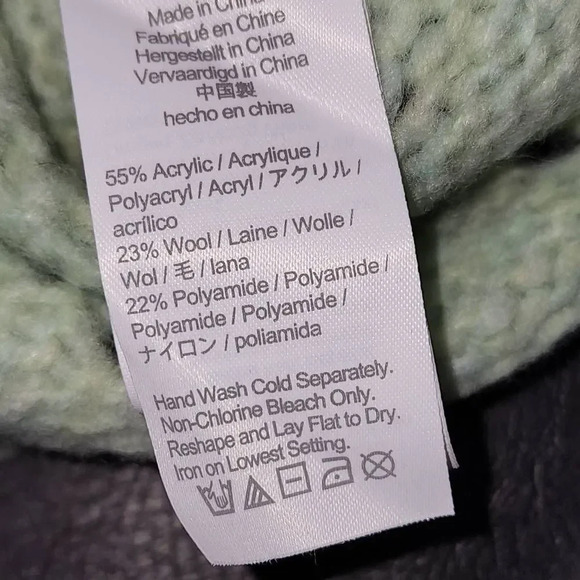 Made in China
Fabriqué en Chine
Hergestellt in China
Vervaardigd in China
中国製
hecho en china
55% Acrylic / Acrylique /
Polyacryl / Acryl / アクリル /
acrílico
23% Wool / Laine / Wolle /
Wol / 毛 / lana
22% Polyamide / Polyamide /
Polyamide / Polyamide /
ナイロン / poliamida
Hand Wash Cold Separately.
Non-Chlorine Bleach Only.
Reshape and Lay Flat to Dry.
Iron on Lowest Setting.